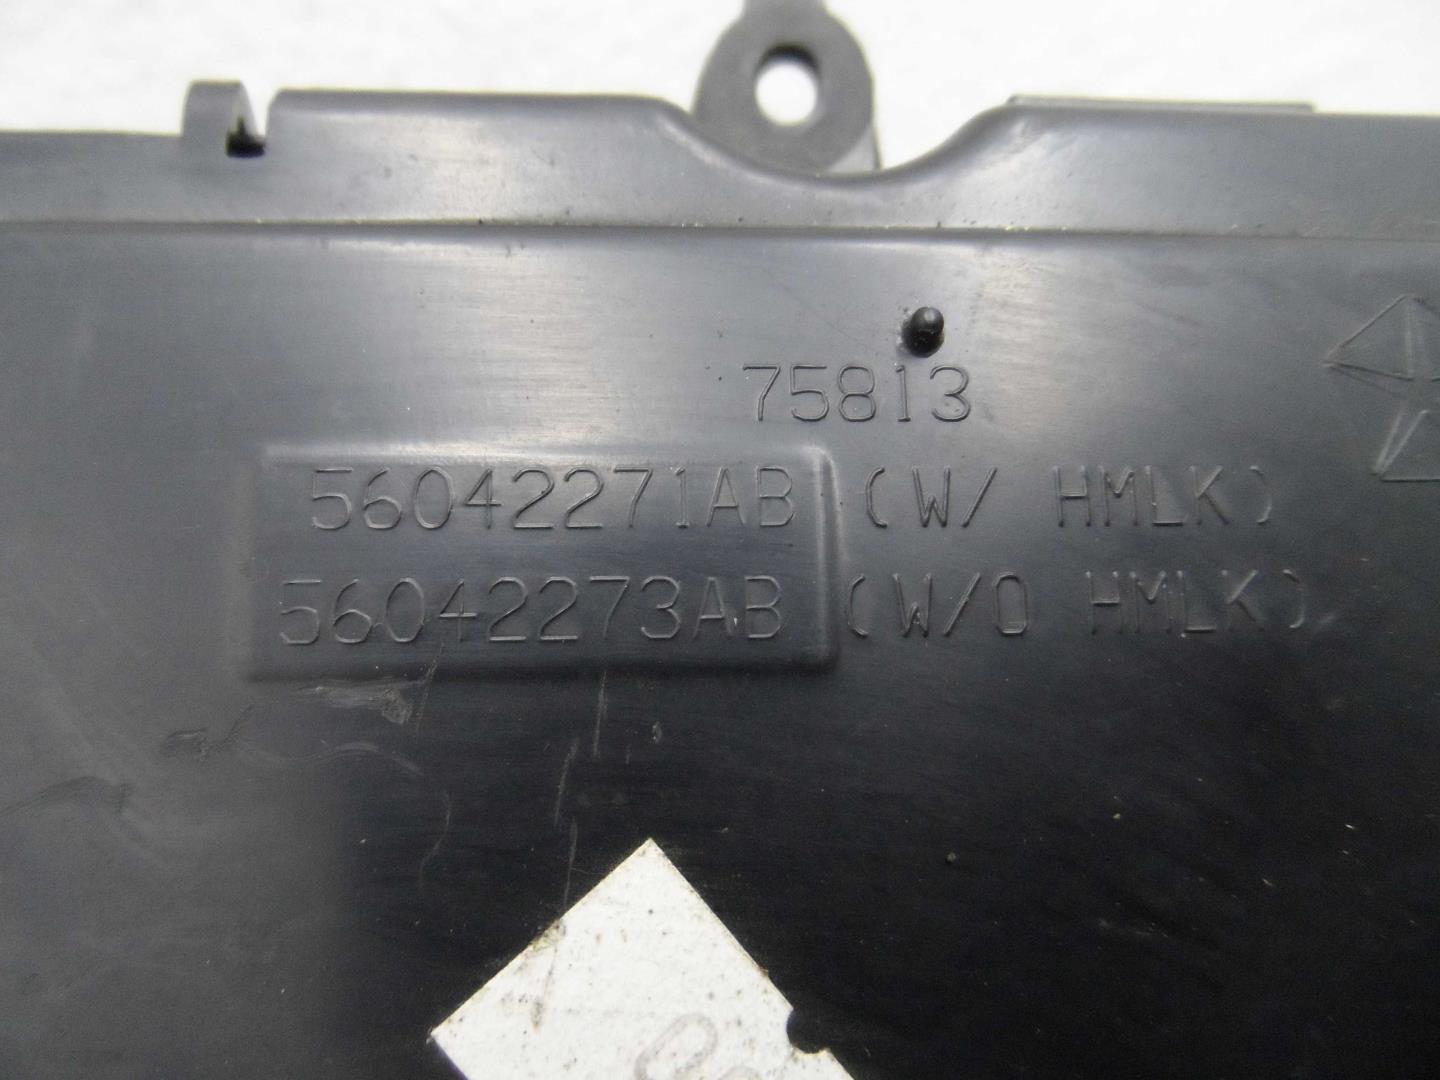 75813
56042271AB (W/ HMLK)
56042273AB (W/O HMLK)